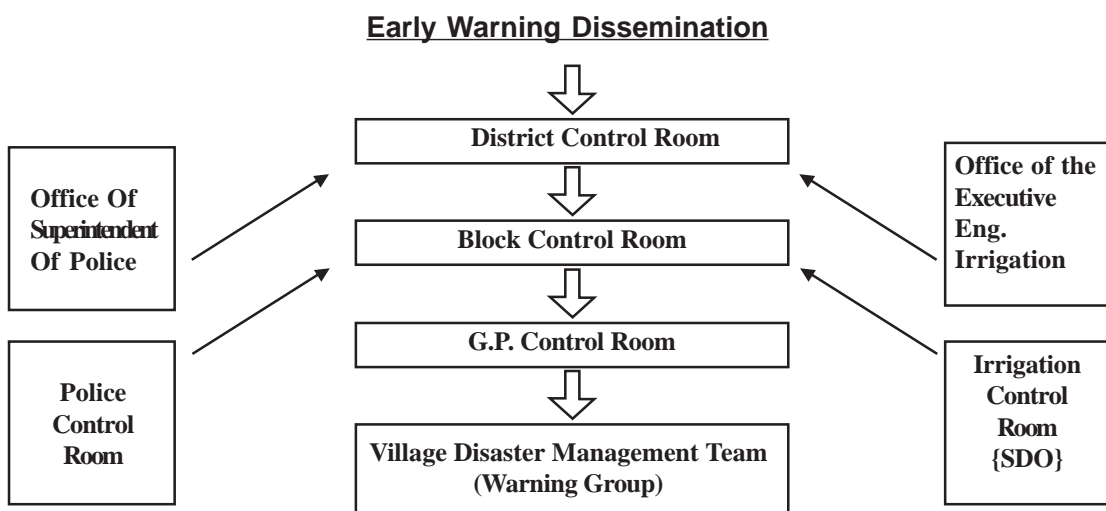 Early Warning Dissemination
District Control Room
Office Of
Superintendent
Of Police
Office of the
Executive
Eng.
Irrigation
Block Control Room
G.P. Control Room
Police
Control
Room
Irrigation
Control
Room
{SDO}
Village Disaster Management Team
(Warning Group)